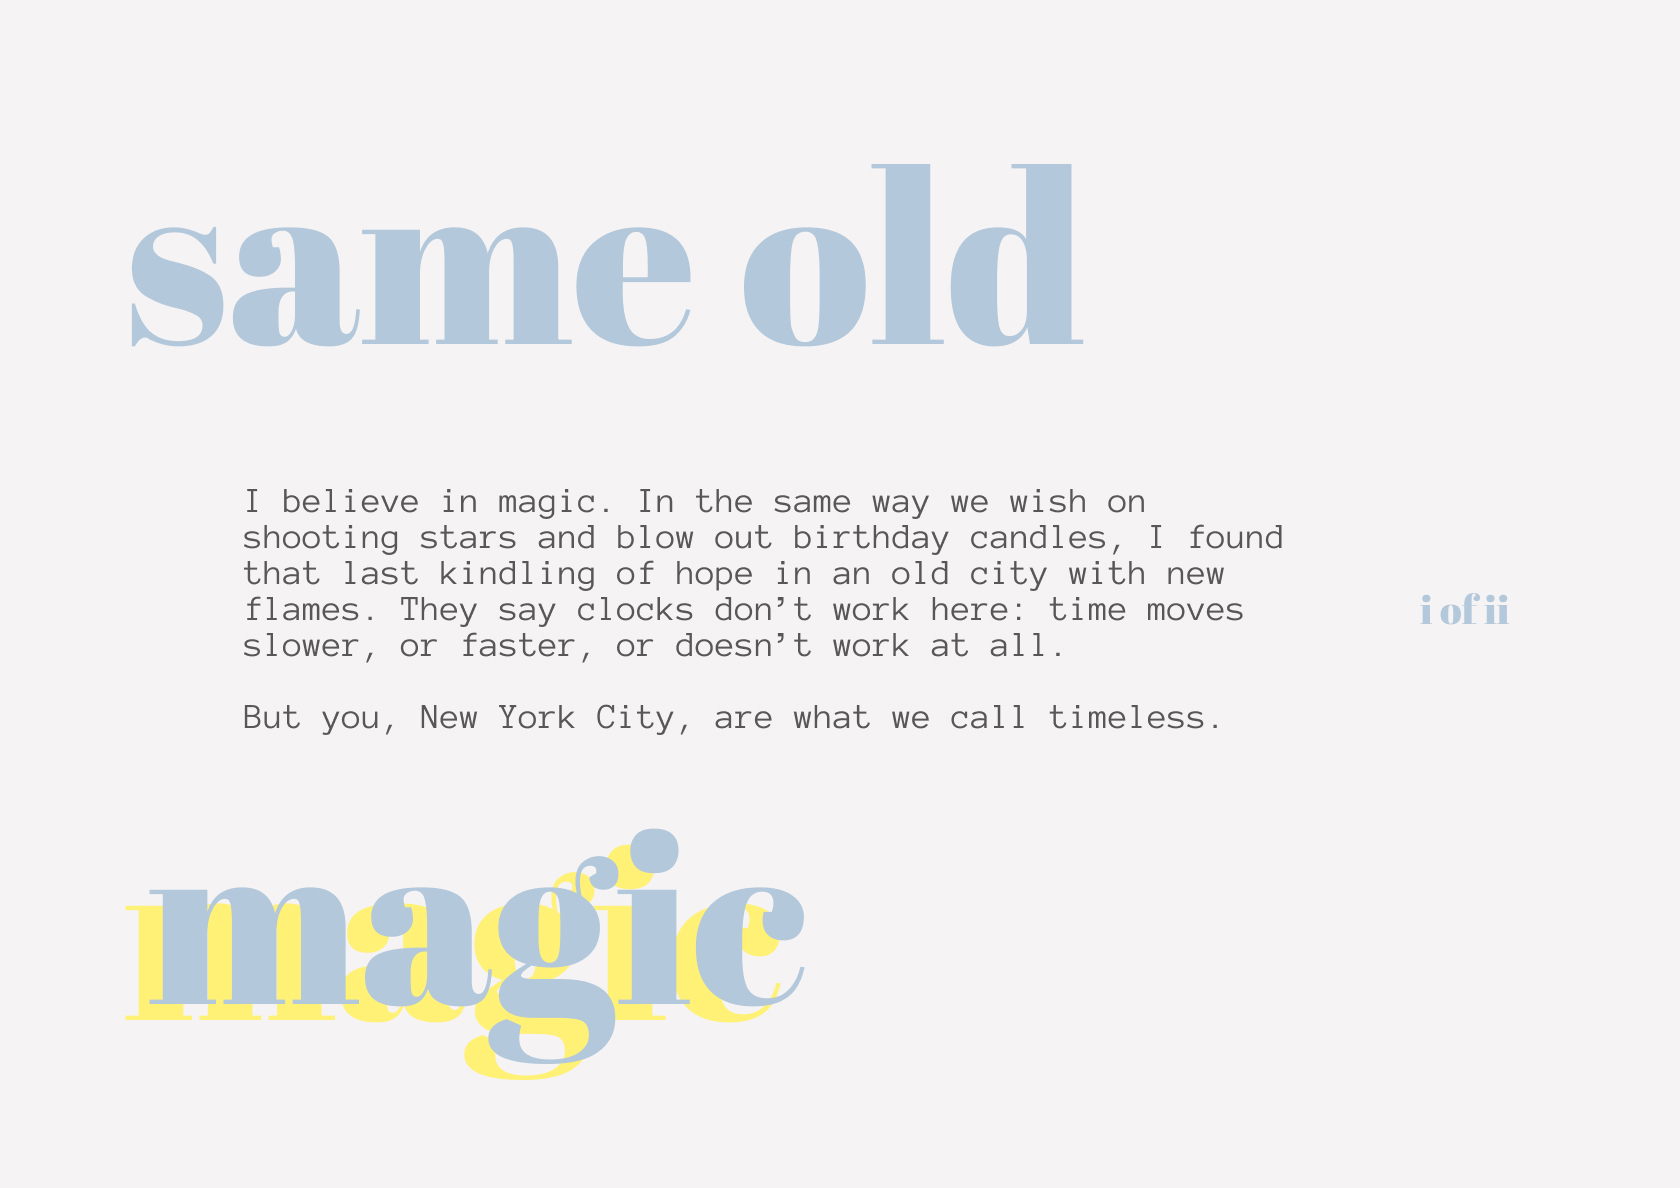 same old
I believe in magic. In the same way we wish on
shooting stars and blow out birthday candles, I found
that last kindling of hope in an old city with new
flames. They say clocks don’t work here: time moves
slower, or faster, or doesn’t work at all.
But you, New York City, are what we call timeless.
i of ii
magic